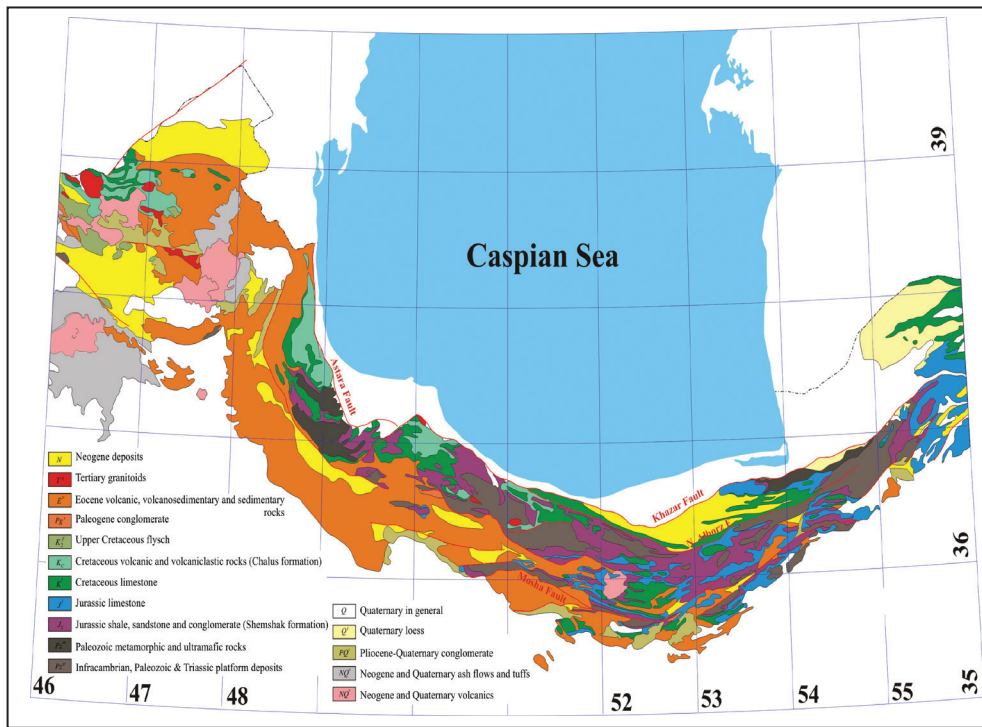 39
Caspian Sea
Astara Fault
Khazar Fault
N. Alborz F.
Mosha Fault
36
N Neogene deposits
Tertiary granitoids
Eocene volcanic, volcanosedimentary and sedimentary
rocks
Paleogene conglomerate
Upper Cretaceous flysch
Cretaceous volcanic and volcaniclastic rocks (Chalus formation)
Cretaceous limestone
Jurassic limestone
Jurassic shale, sandstone and conglomerate (Shemshak formation)
Paleozoic metamorphic and ultramafic rocks
Infracambrian, Paleozoic & Triassic platform deposits
Q Quaternary in general
Quaternary loess
Pliocene-Quaternary conglomerate
Neogene and Quaternary ash flows and tuffs
Neogene and Quaternary volcanics
46 47 48 52 53 54 55 35